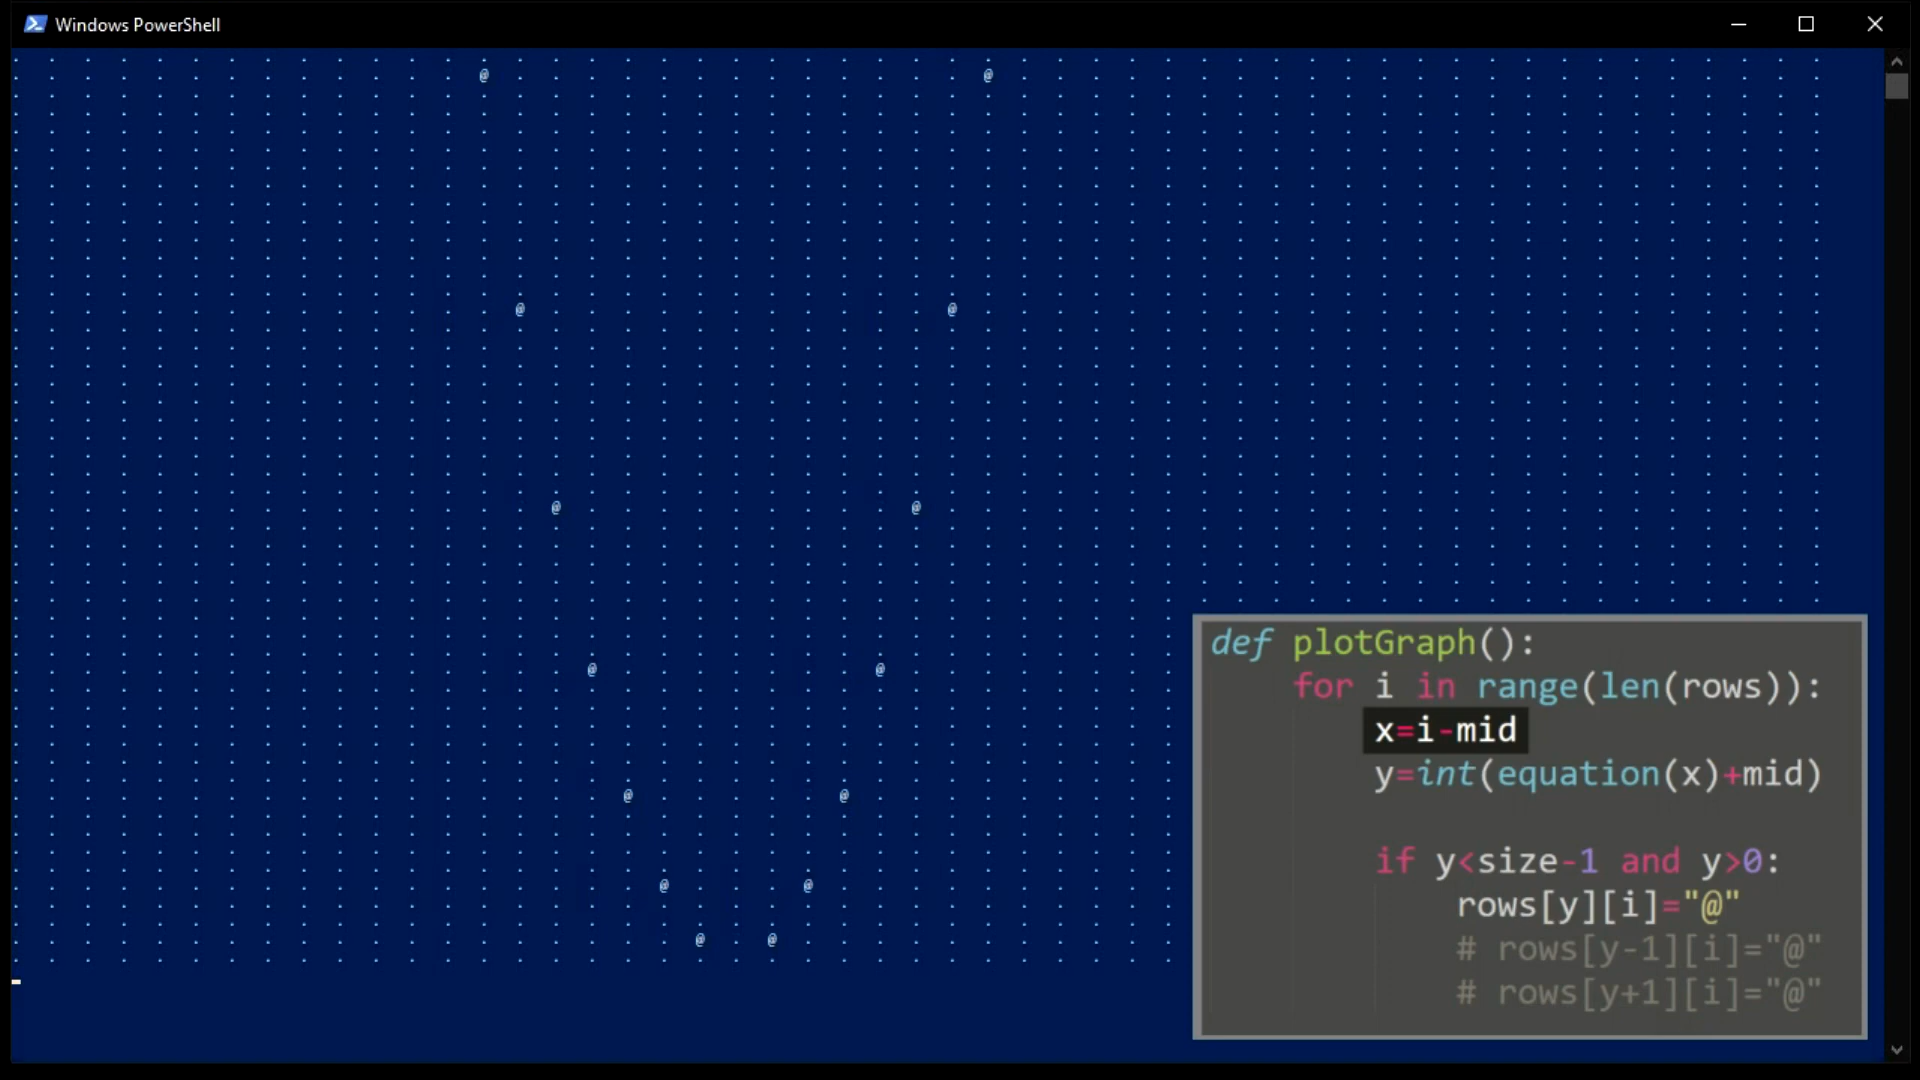 Windows PowerShell
@ @
@ @
@ @
@ @
@ @
@ @
@ @
def plotGraph():
for i in range(len(rows)):
x=i-mid
y=int(equation(x)+mid)
if y<size-1 and y>0:
rows[y][i]="@"
# rows[y-1][i]="@"
# rows[y+1][i]="@"